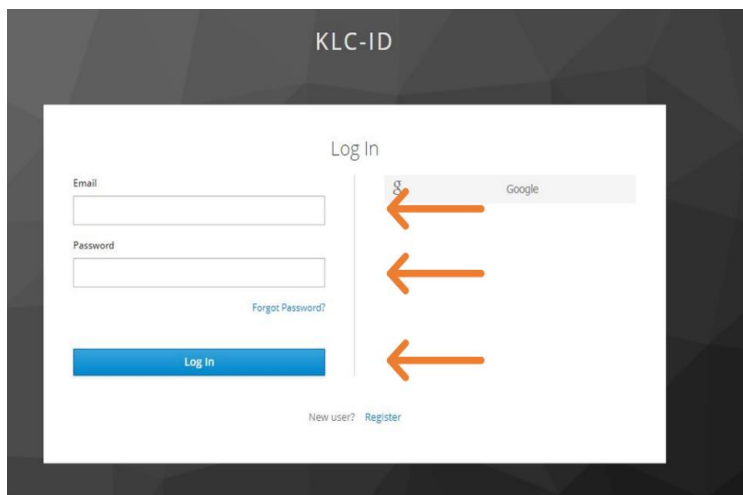 KLC-ID
Log In
Email
Password
Forgot Password?
Log In
g Google
New user? Register